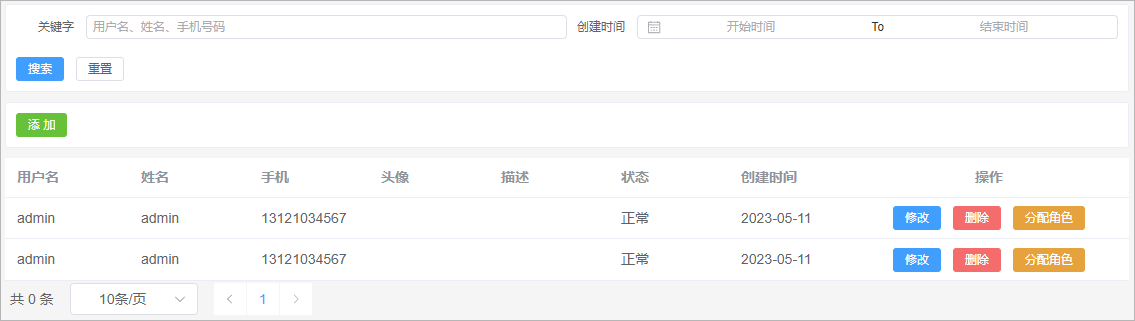 关键字 用户名、姓名、手机号码 创建时间 开始时间 To 结束时间
搜索 重置
添加
用户名 姓名 手机 头像 描述 状态 创建时间 操作
admin admin 13121034567 正常 2023-05-11 修改 删除 分配角色
admin admin 13121034567 正常 2023-05-11 修改 删除 分配角色
共 0 条 10条/页 1